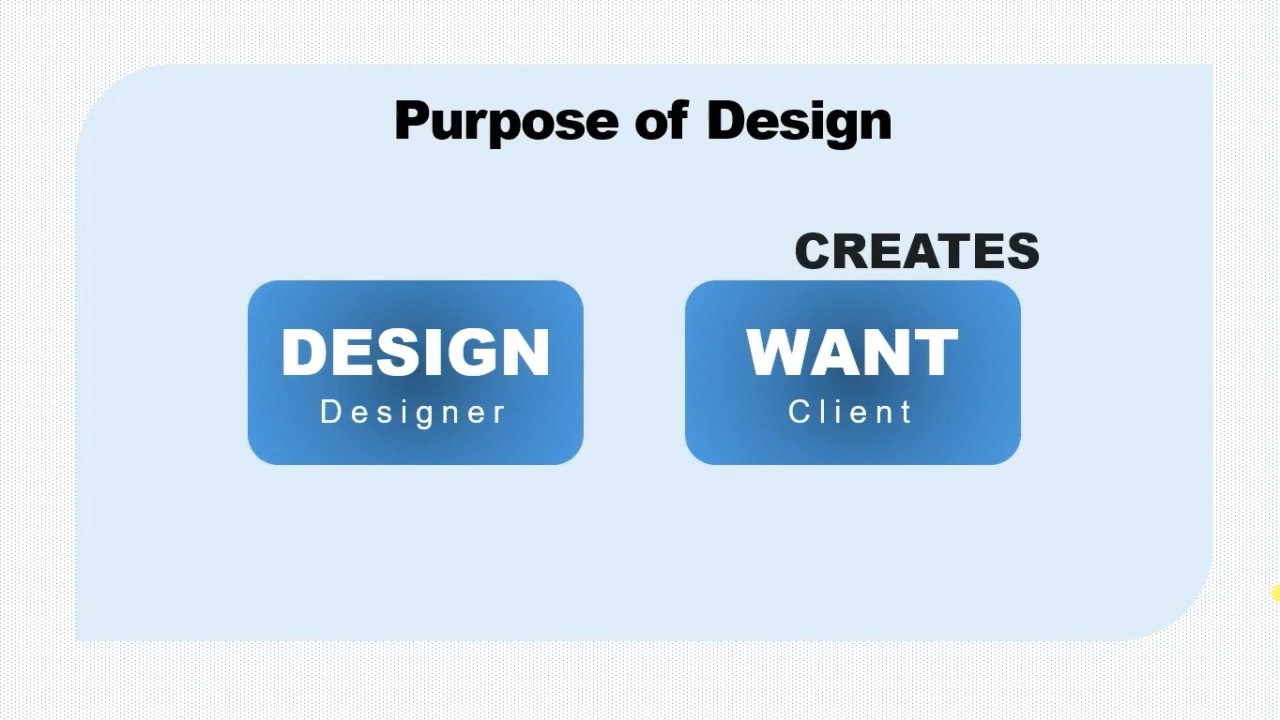 Purpose of Design
CREATES
DESIGN
Designer
WANT
Client